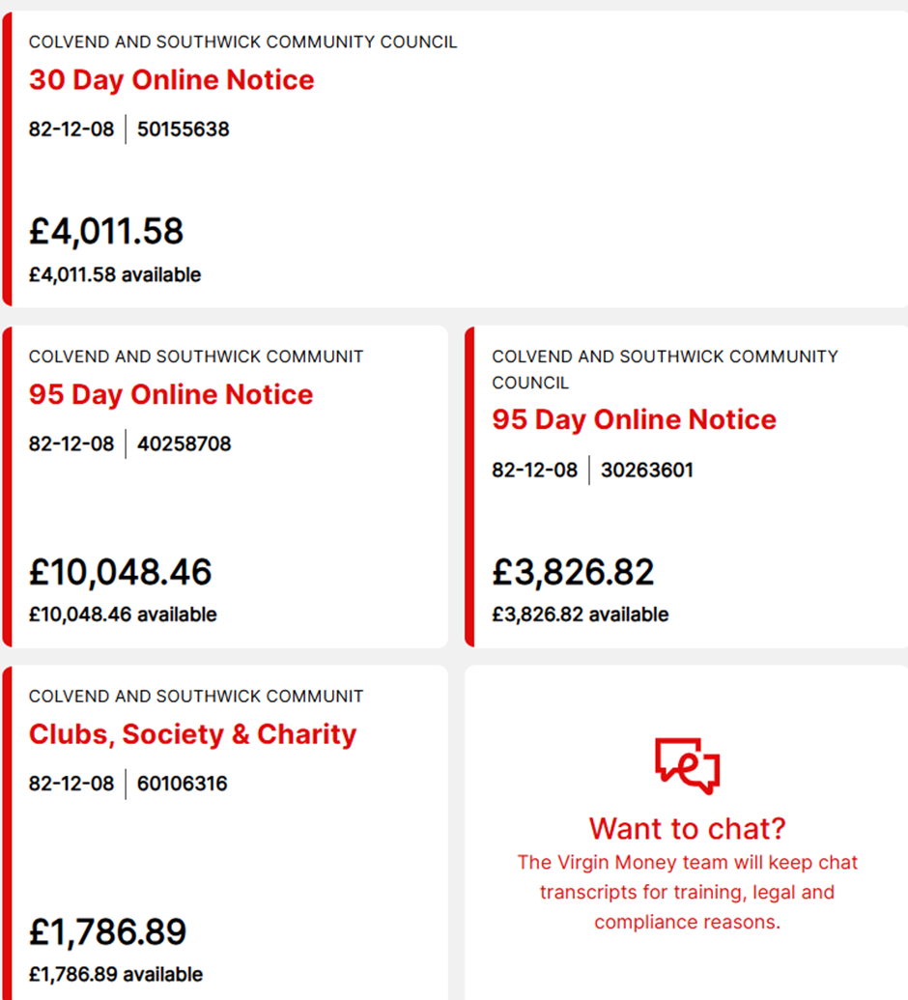 COLVEND AND SOUTHWICK COMMUNITY COUNCIL
30 Day Online Notice
82-12-08 50155638
£4,011.58
£4,011.58 available
COLVEND AND SOUTHWICK COMMUNIT
95 Day Online Notice
82-12-08 40258708
£10,048.46
£10,048.46 available
COLVEND AND SOUTHWICK COMMUNITY
COUNCIL
95 Day Online Notice
82-12-08 30263601
£3,826.82
£3,826.82 available
COLVEND AND SOUTHWICK COMMUNIT
Clubs, Society & Charity
82-12-08 60106316
£1,786.89
£1,786.89 available
Want to chat?
The Virgin Money team will keep chat
transcripts for training, legal and
compliance reasons.